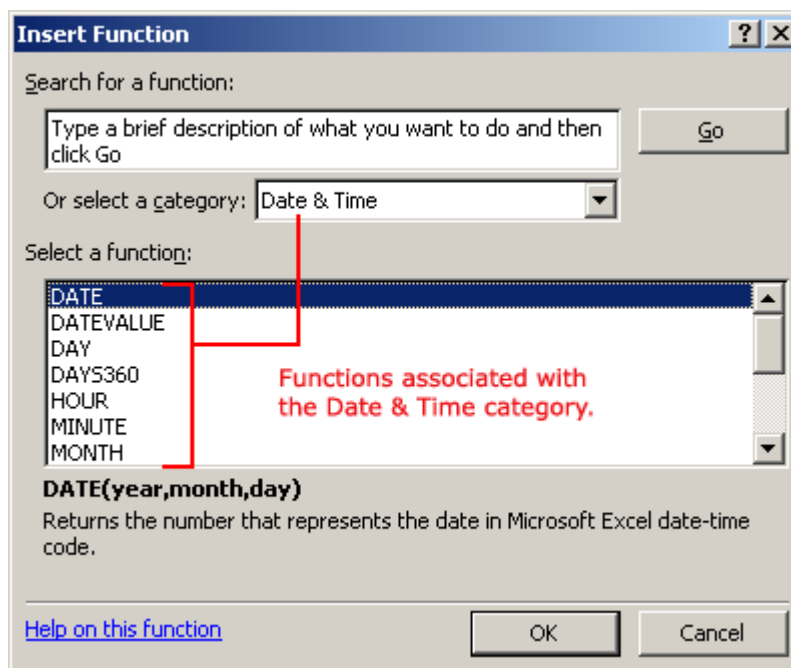 Insert Function
Search for a function:
Type a brief description of what you want to do and then
click Go
Go
Or select a category:
Date & Time
Select a function:
DATE
DATEVALUE
DAY
DAYS360
HOUR
MINUTE
MONTH
Functions associated with
the Date & Time category.
DATE(year,month,day)
Returns the number that represents the date in Microsoft Excel date-time
code.
Help on this function
OK
Cancel